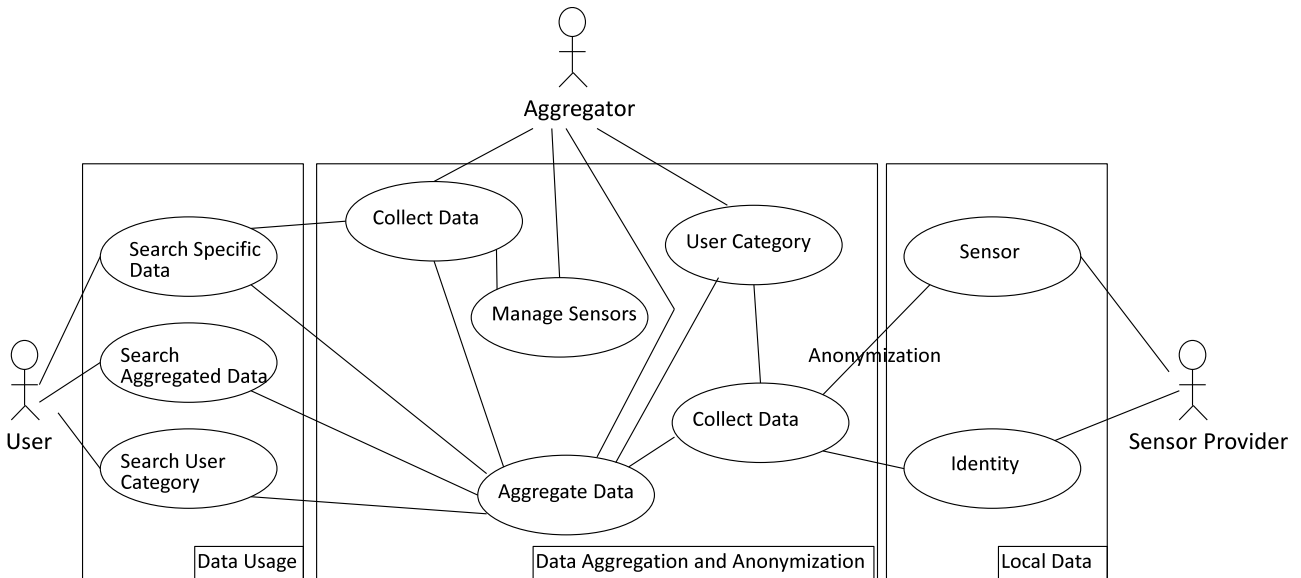 Aggregator
Collect Data
User Category
Search Specific
Data
Sensor
Manage Sensors
Search
Aggregated Data
Anonymization
Collect Data
User
Sensor Provider
Search User
Category
Identity
Aggregate Data
Data Usage
Data Aggregation and Anonymization
Local Data